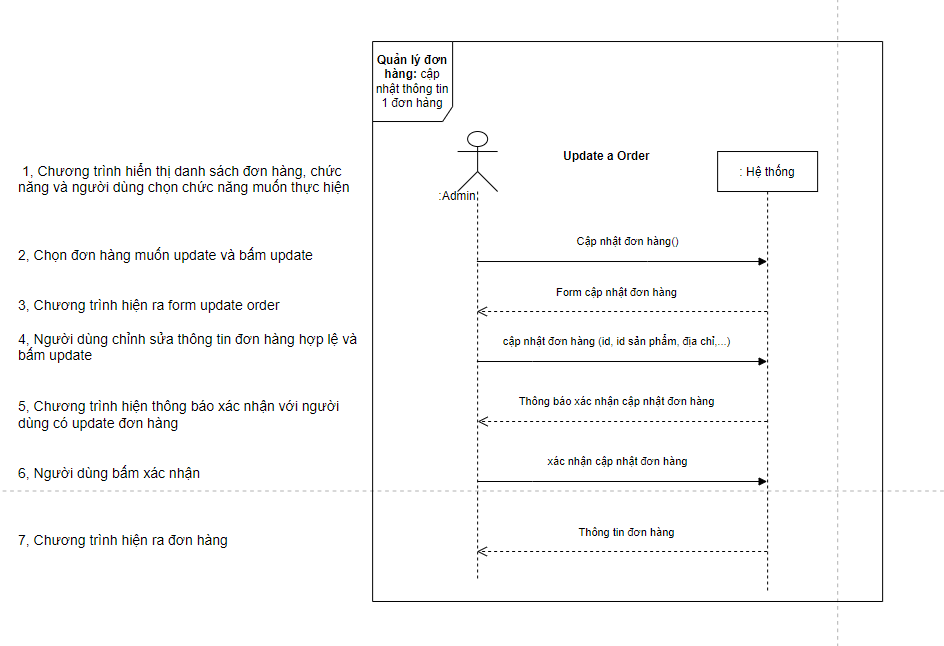 Quản lý đơn
hàng: cập
nhật thông tin
1 đơn hàng
Update a Order
: Hệ thống
:Admin
1, Chương trình hiển thị danh sách đơn hàng, chức
năng và người dùng chọn chức năng muốn thực hiện
Cập nhật đơn hàng()
2, Chọn đơn hàng muốn update và bấm update
Form cập nhật đơn hàng
3, Chương trình hiện ra form update order
cập nhật đơn hàng (id, id sản phẩm, địa chỉ,...)
4, Người dùng chỉnh sửa thông tin đơn hàng hợp lệ và
bấm update
Thông báo xác nhận cập nhật đơn hàng
5, Chương trình hiện thông báo xác nhận với người
dùng có update đơn hàng
xác nhận cập nhật đơn hàng
6, Người dùng bấm xác nhận
Thông tin đơn hàng
7, Chương trình hiện ra đơn hàng